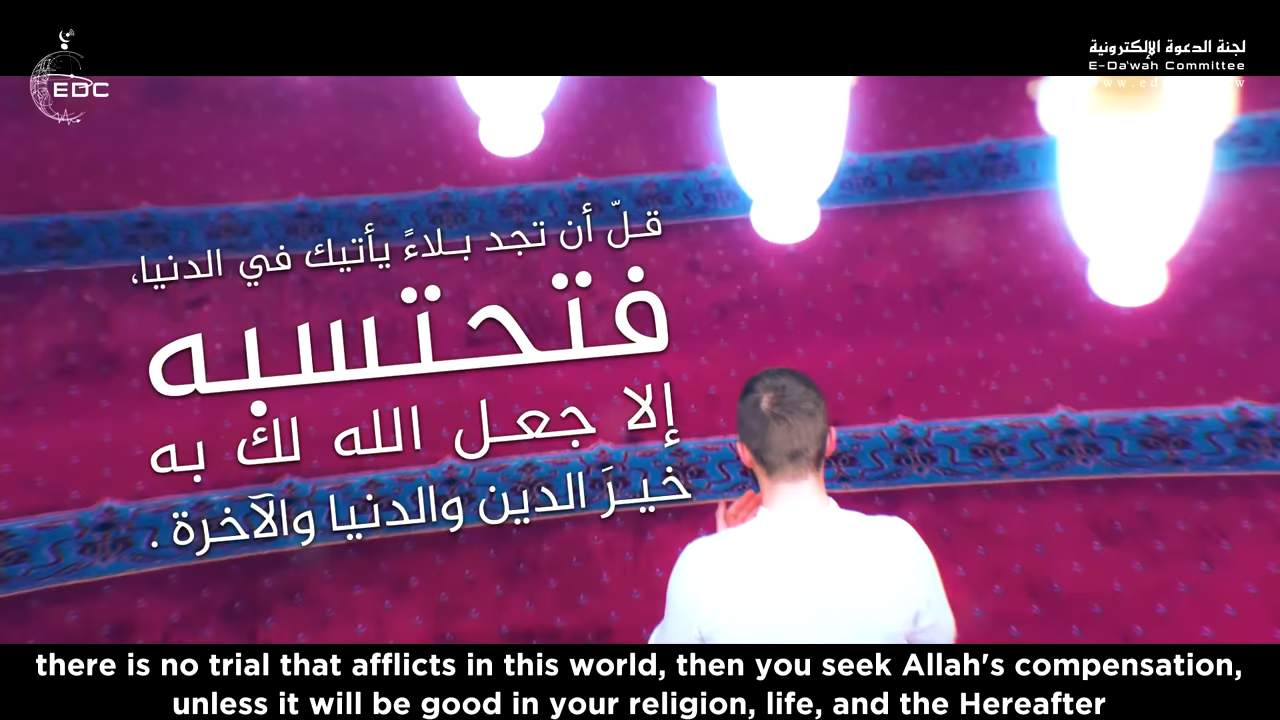 EDC
لجنة الدعوة الإلكترونية
E-Da'wah Committee
قلّ أن تجد بلاءً يأتيك في الدنيا،
فتحتسبه
إلا جعل الله لك به
خيرَ الدين والدنيا والآخرة .
there is no trial that afflicts in this world, then you seek Allah's compensation,
unless it will be good in your religion, life, and the Hereafter